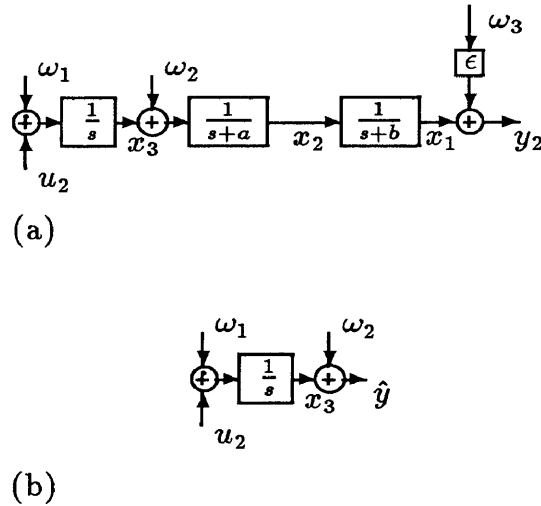 ω₃
ω₁ ω₂ ϵ
+ 1/s + 1/(s+a) 1/(s+b) +
x₃ x₂ x₁ y₂
u₂
(a)
ω₁ ω₂
+ 1/s + ŷ
x₃
u₂
(b)